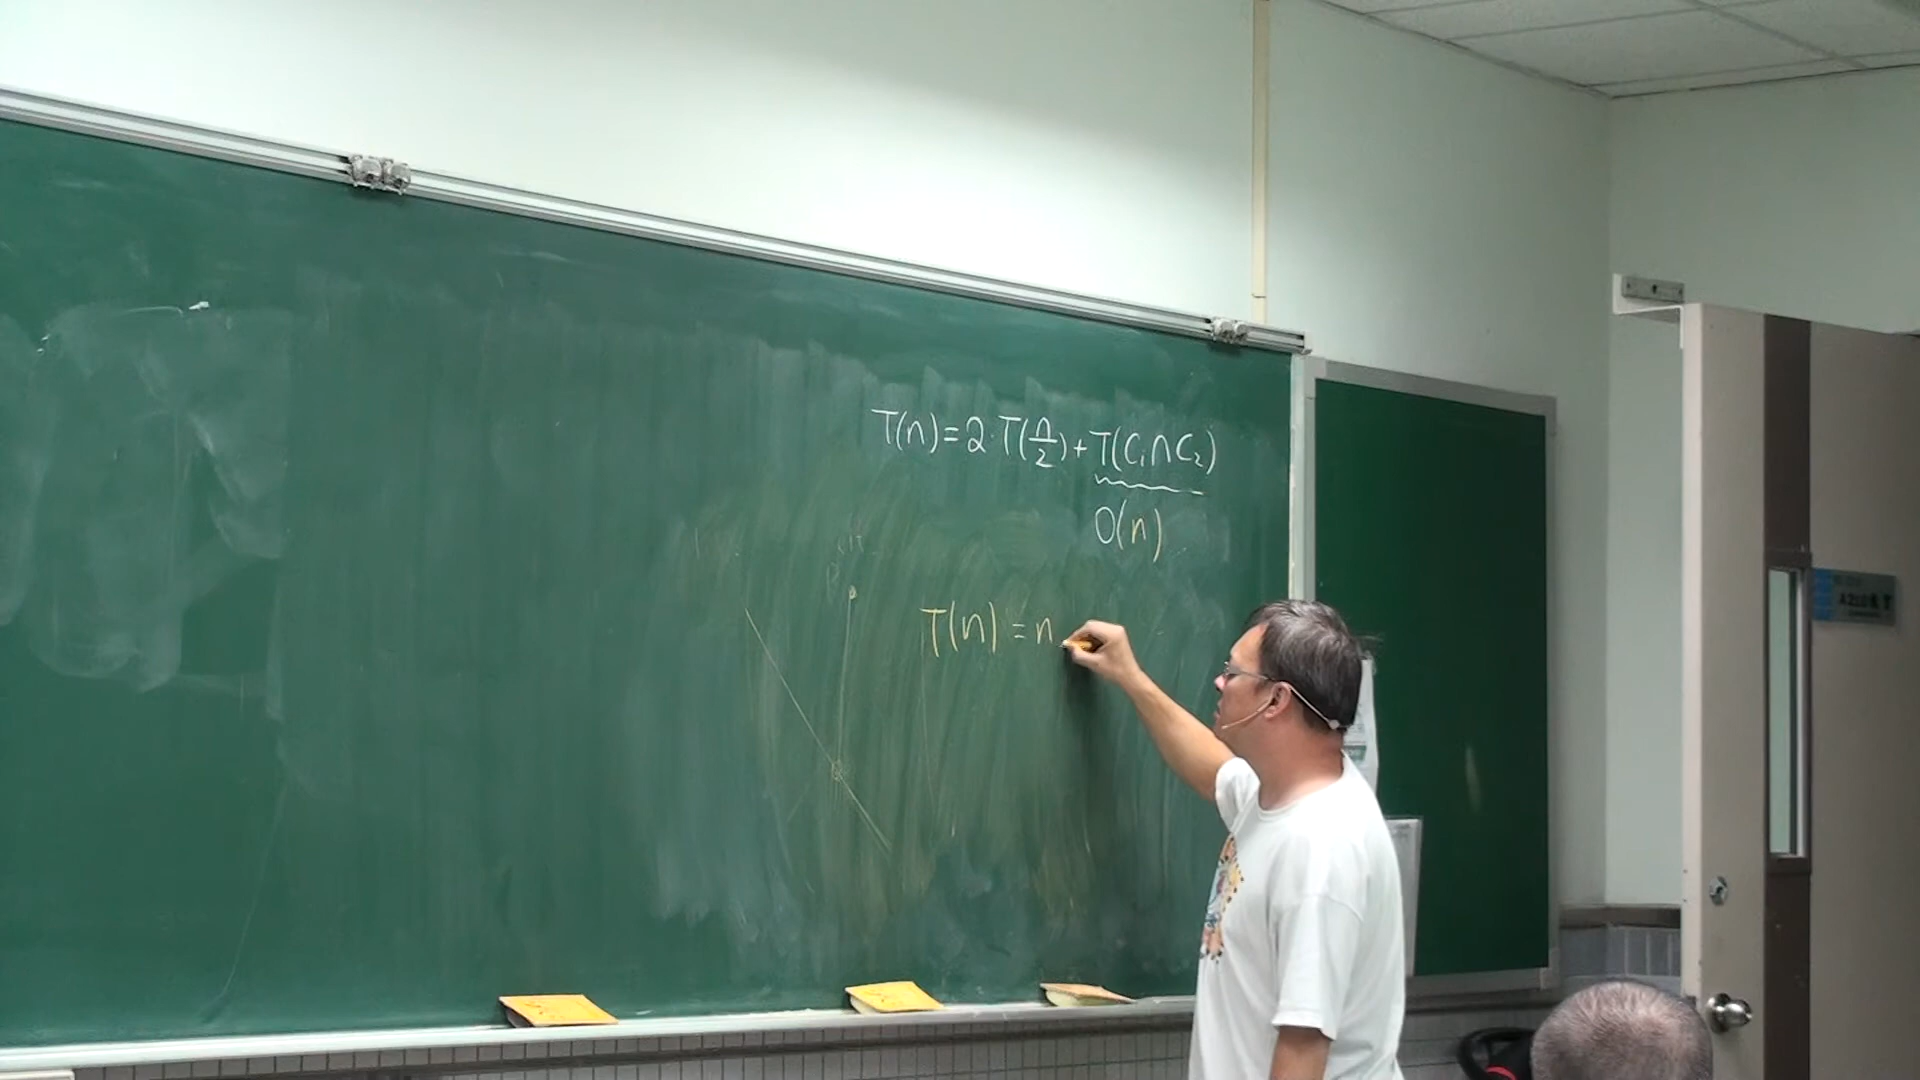 T(n) = 2 · T(n/2) + T(C₁∩C₂)
O(n)
T(n) = n